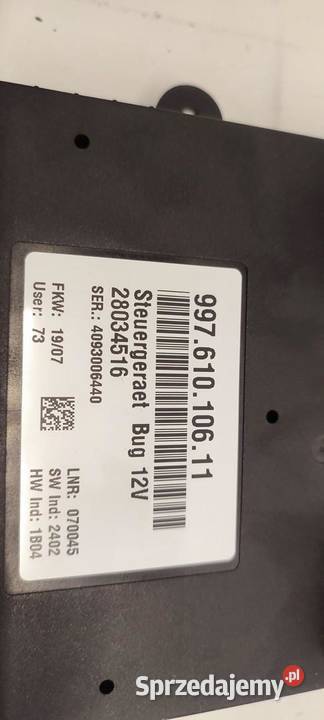 997.610.106.11
Steuergeraet Bug 12V
28034516
SER.: 4093006440
FKW: 19/07
User: 73
LNR: 070045
SW Ind: 2402
HW Ind: 1B04
Sprzedajemy.pl